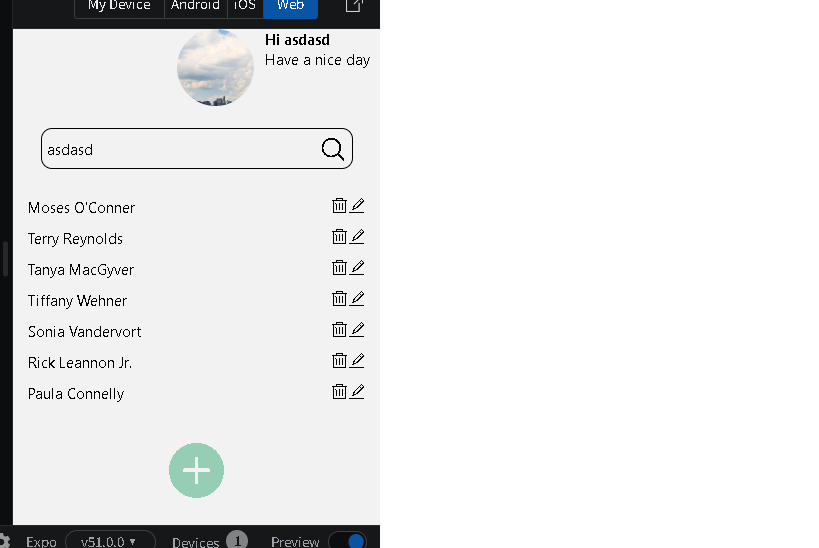 My Device Android iOS Web
Hi asdasd
Have a nice day
asdasd
Moses O'Conner
Terry Reynolds
Tanya MacGyver
Tiffany Wehner
Sonia Vandervort
Rick Leannon Jr.
Paula Connelly
Expo v51.0.0 Devices 1 Preview